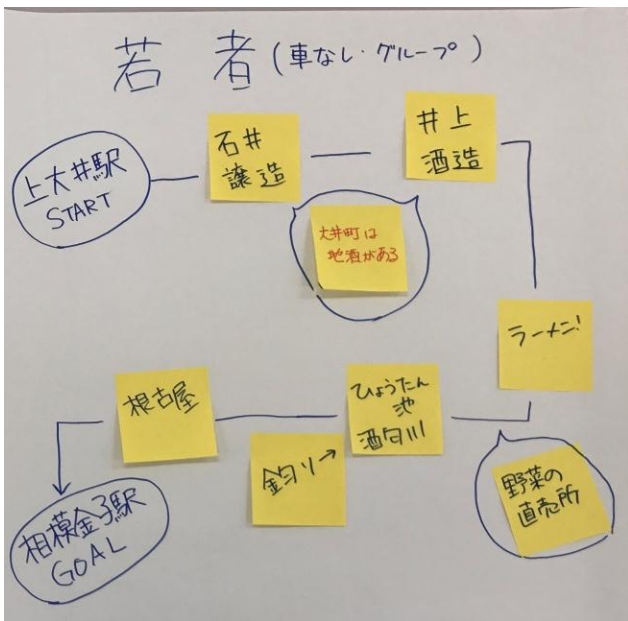 若者(車なし・グループ)
上大井駅
START
石井
譲造
井上
酒造
大井町は
地酒がある
ラーメン!
野菜の
直売所
ひょうたん
池
酒匂川
釣り→
根古屋
相模金子駅
GOAL